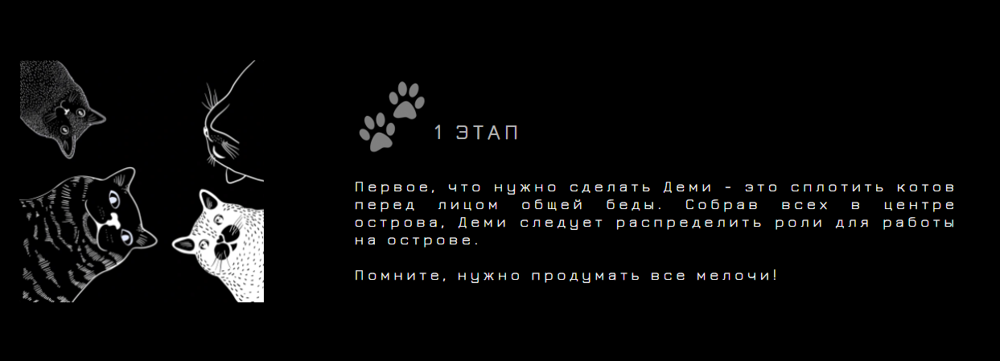 1 ЭТАП
Первое, что нужно сделать Деми - это сплотить котов
перед лицом общей беды. Собрав всех в центре
острова, Деми следует распределить роли для работы
на острове.
Помните, нужно продумать все мелочи!